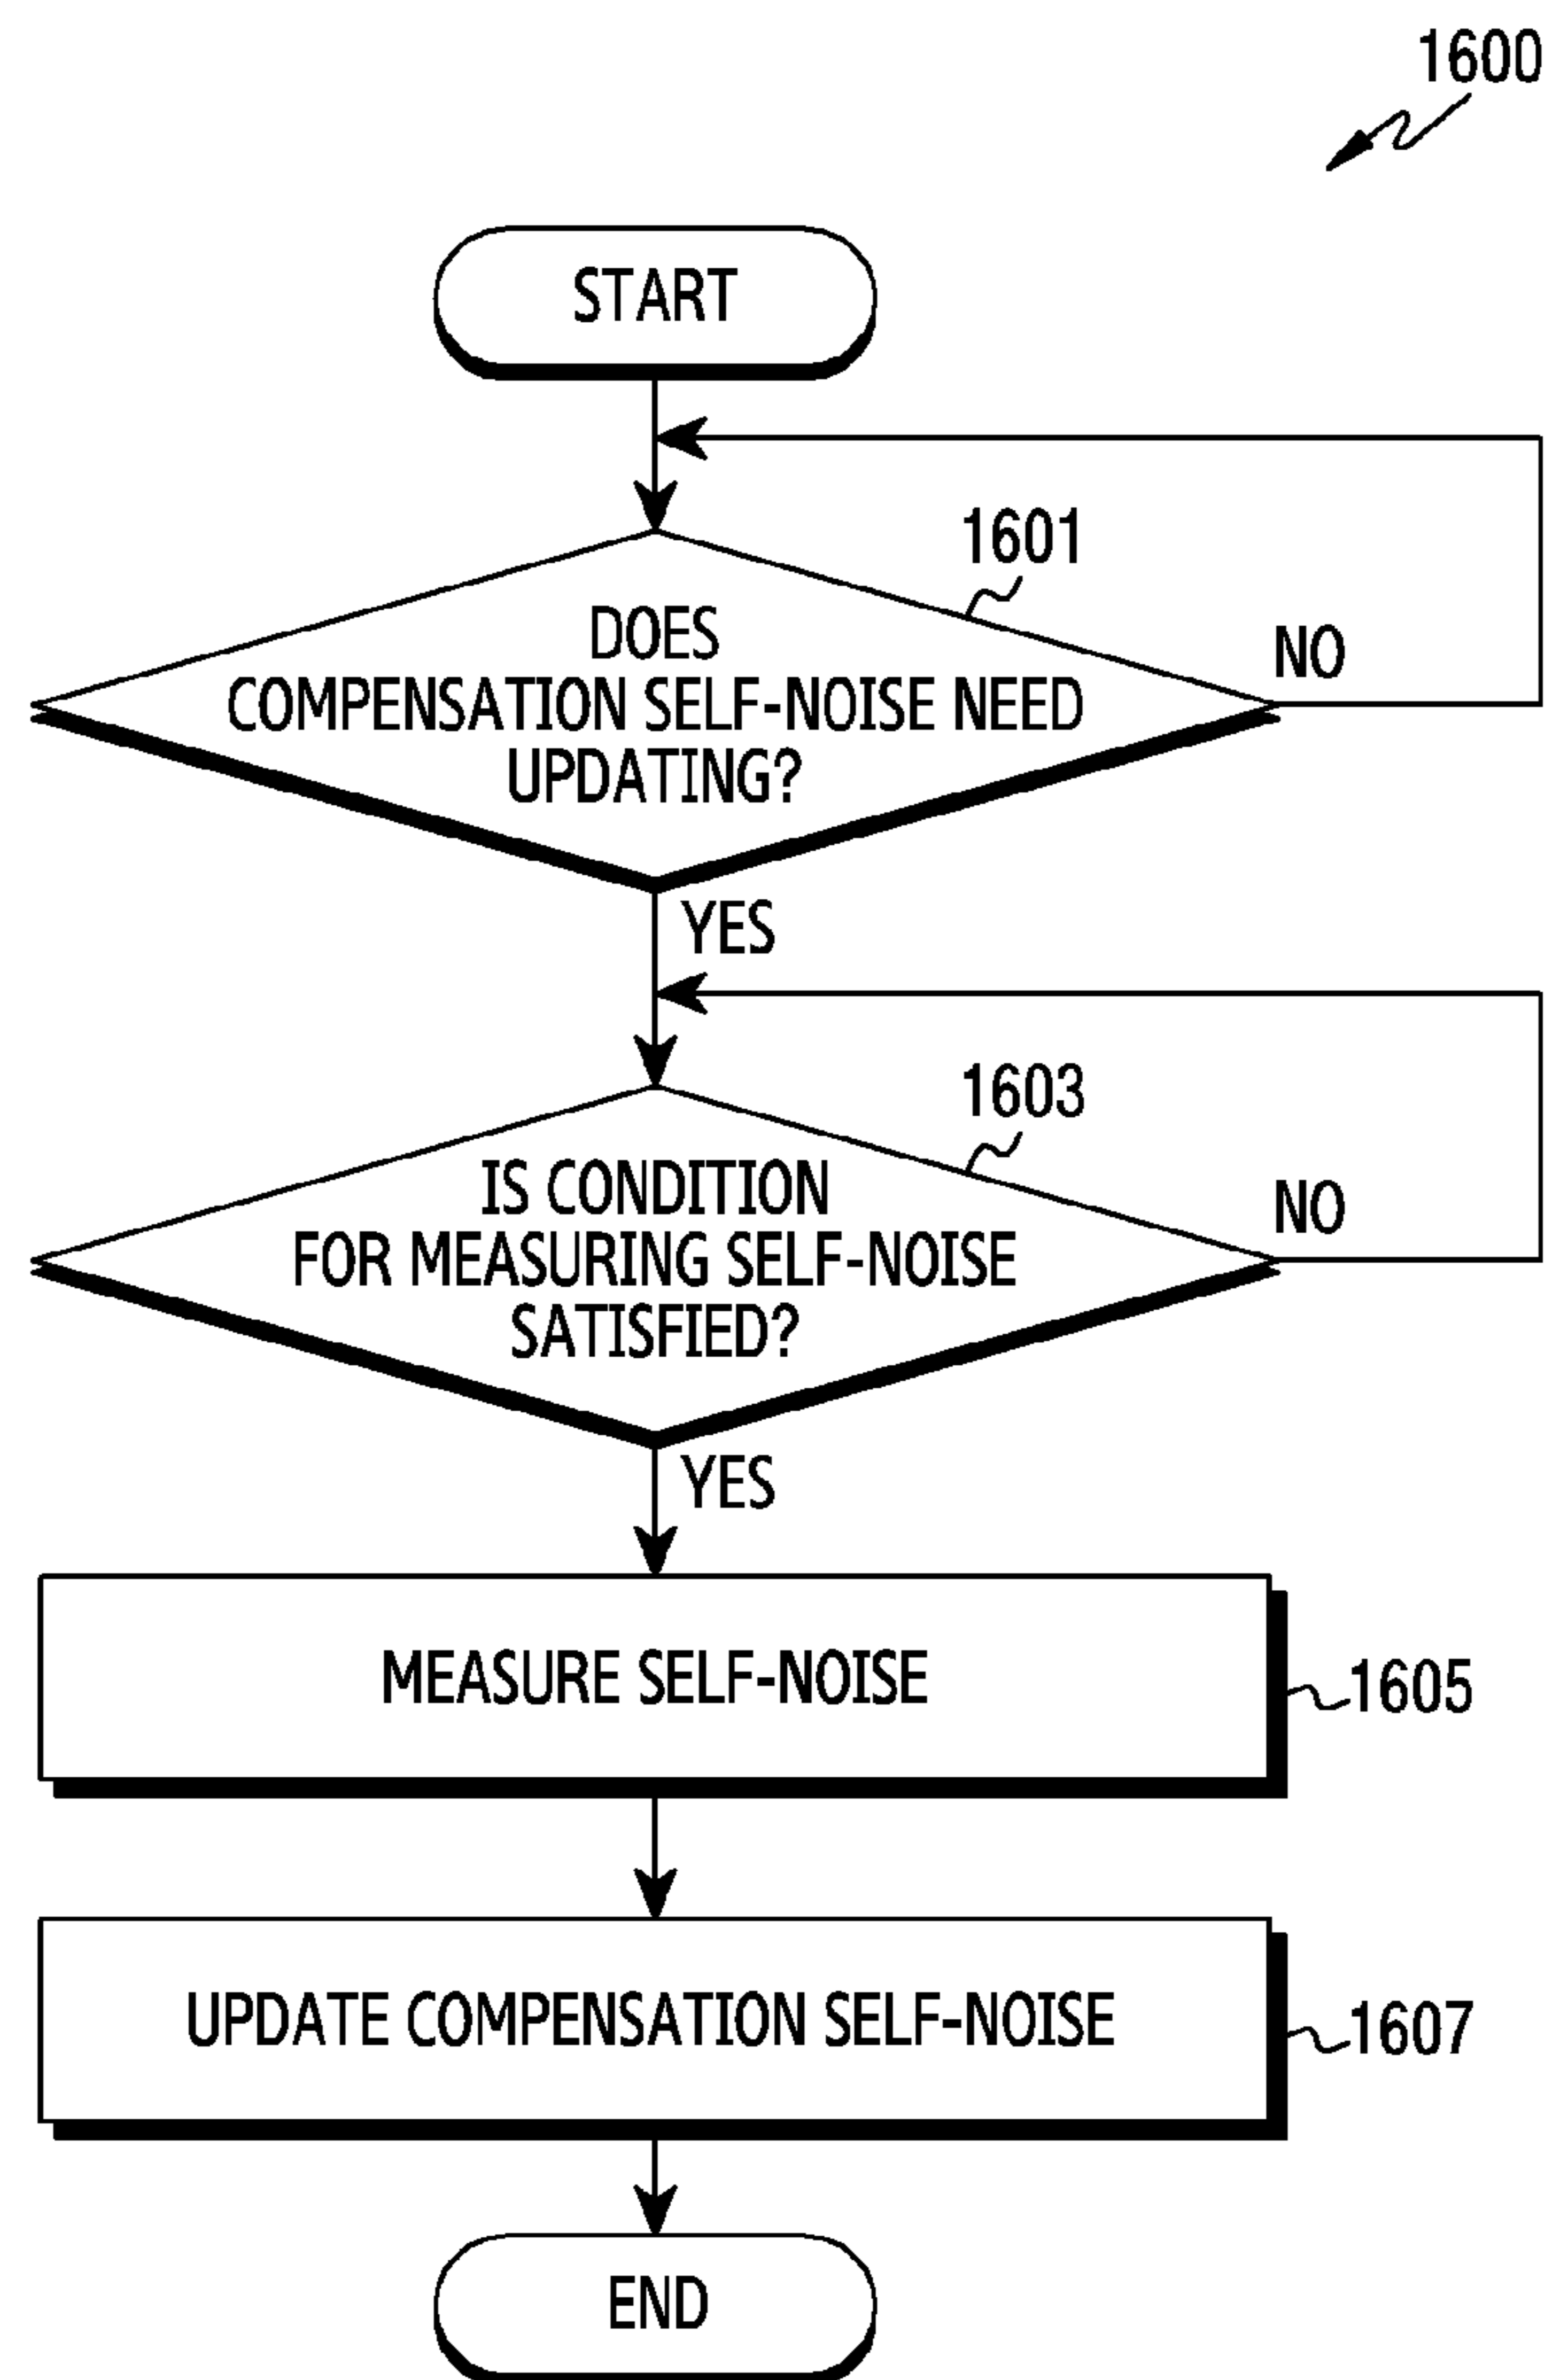 1600
START
1601
DOES
COMPENSATION SELF-NOISE NEED
UPDATING?
NO
YES
1603
IS CONDITION
FOR MEASURING SELF-NOISE
SATISFIED?
NO
YES
MEASURE SELF-NOISE
1605
UPDATE COMPENSATION SELF-NOISE
1607
END